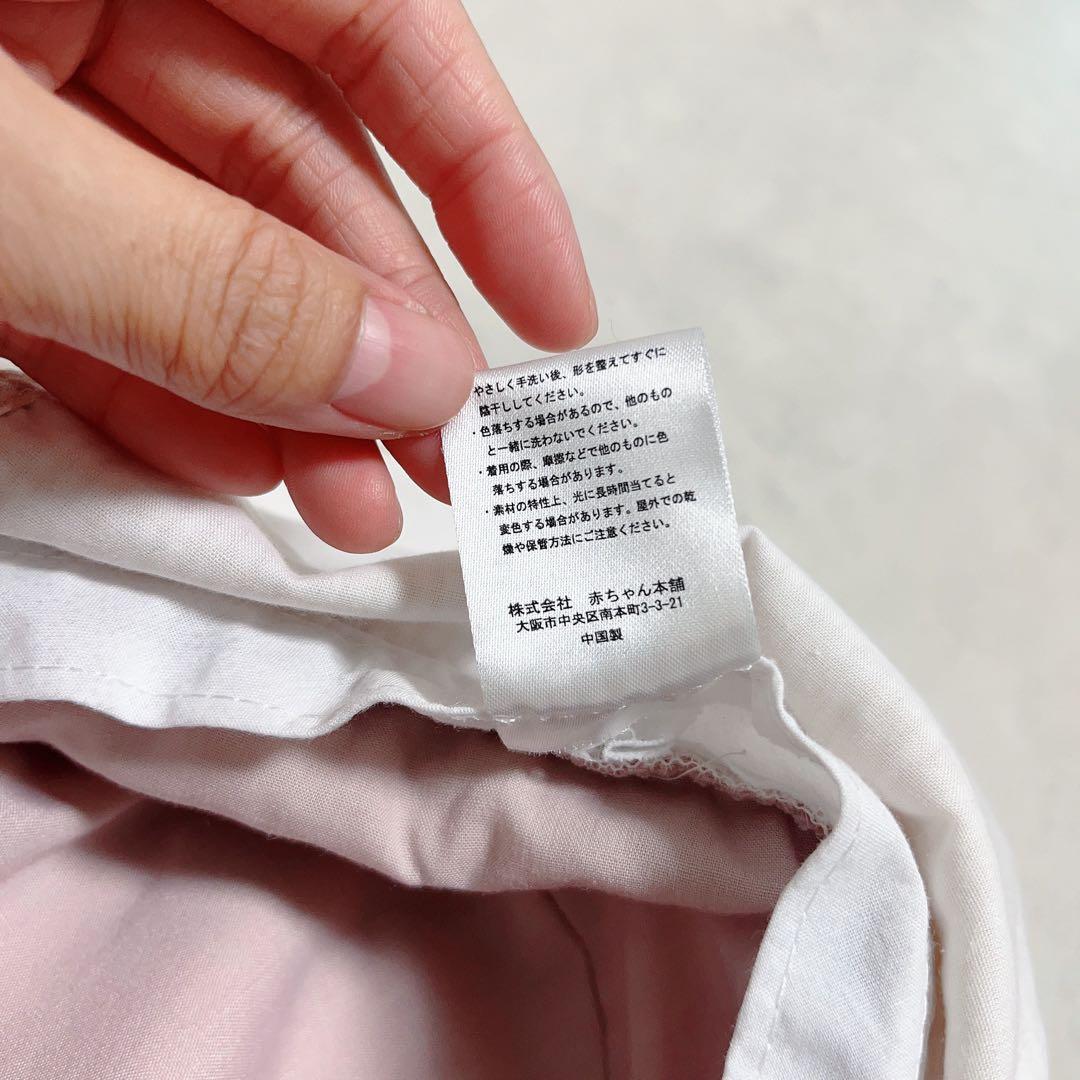 やさしく手洗い後、形を整えてすぐに
陰干ししてください。
・色落ちする場合があるので、他のもの
と一緒に洗わないでください。
・着用の際、摩擦などで他のものに色
落ちする場合があります。
・素材の特性上、光に長時間当てると
変色する場合があります。屋外での乾
燥や保管方法にご注意ください。
株式会社 赤ちゃん本舗
大阪市中央区南本町3-3-21
中国製